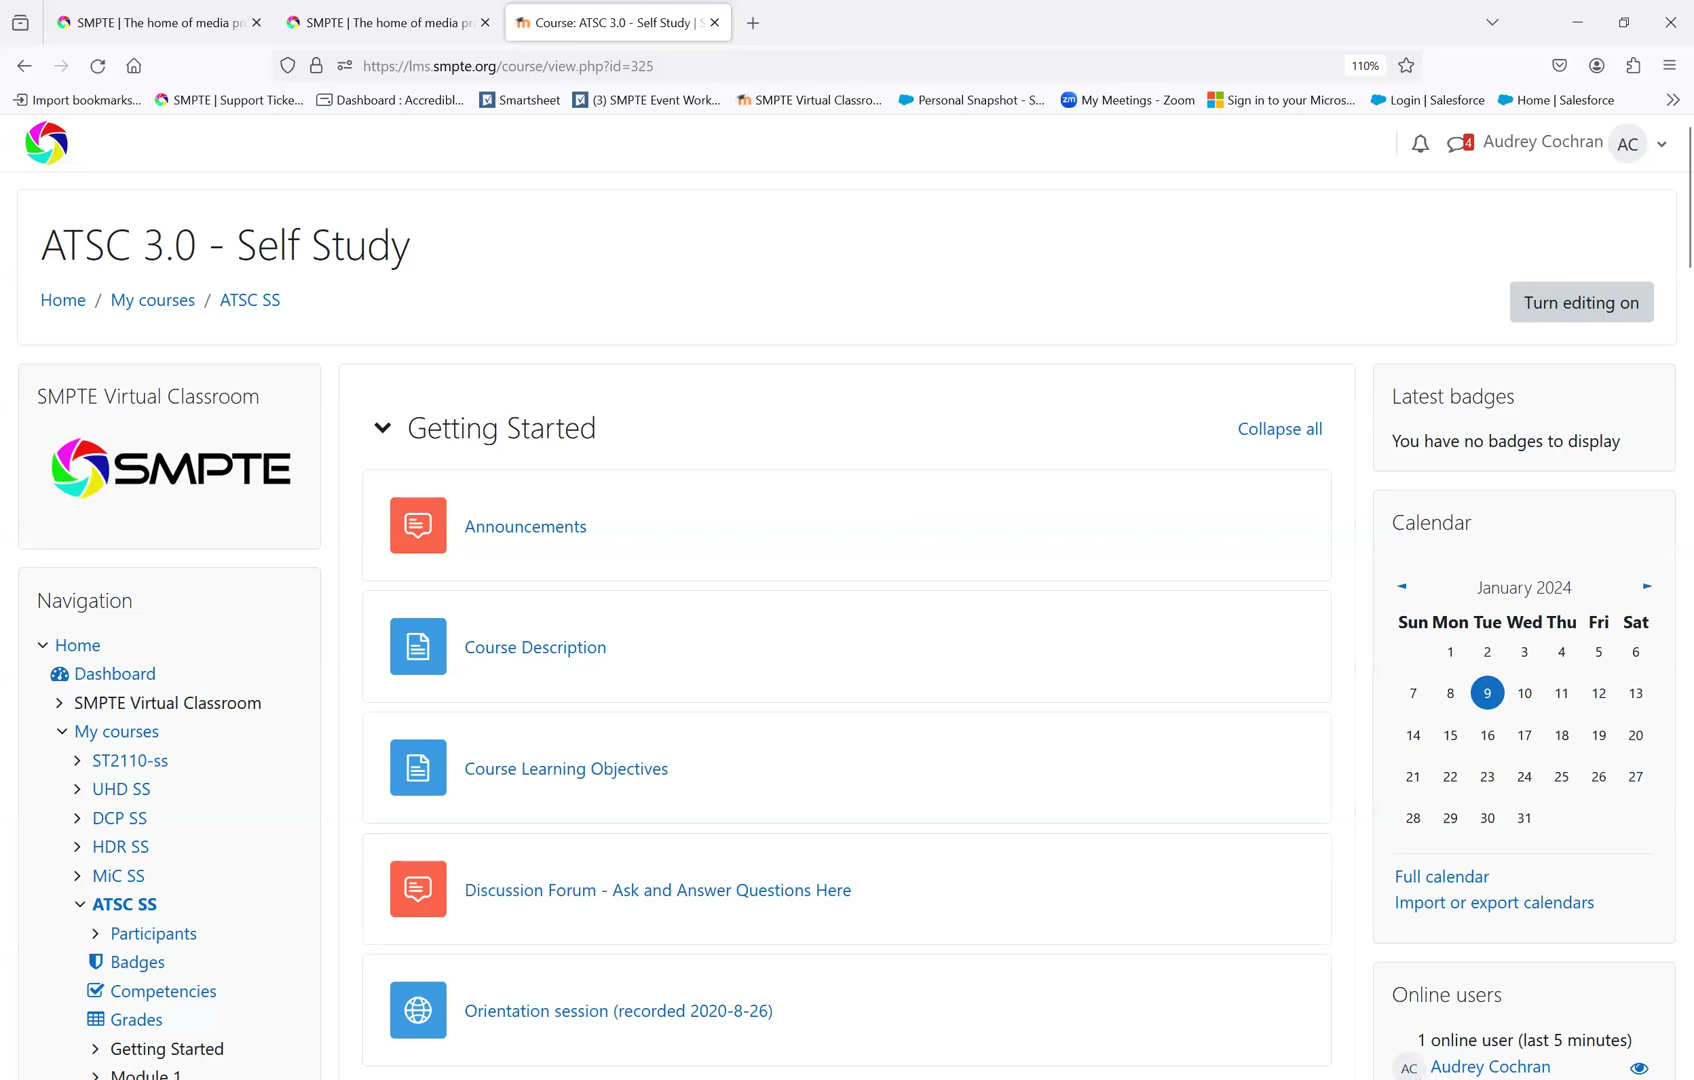 SMPTE | The home of media pr
SMPTE | The home of media pr
Course: ATSC 3.0 - Self Study |
https://lms.smpte.org/course/view.php?id=325
110%
Import bookmarks...
SMPTE | Support Ticke...
Dashboard : Accredibl...
Smartsheet
(3) SMPTE Event Work...
SMPTE Virtual Classro...
Personal Snapshot - S...
zm My Meetings - Zoom
Sign in to your Micros...
Login | Salesforce
Home | Salesforce
4
Audrey Cochran
AC
ATSC 3.0 - Self Study
Home / My courses / ATSC SS
Turn editing on
SMPTE Virtual Classroom
SMPTE
Navigation
Home
Dashboard
SMPTE Virtual Classroom
My courses
ST2110-ss
UHD SS
DCP SS
HDR SS
MiC SS
ATSC SS
Participants
Badges
Competencies
Grades
Getting Started
Module 1
Getting Started
Collapse all
Announcements
Course Description
Course Learning Objectives
Discussion Forum - Ask and Answer Questions Here
Orientation session (recorded 2020-8-26)
Latest badges
You have no badges to display
Calendar
January 2024
Sun Mon Tue Wed Thu Fri Sat
1 2 3 4 5 6
7 8 9 10 11 12 13
14 15 16 17 18 19 20
21 22 23 24 25 26 27
28 29 30 31
Full calendar
Import or export calendars
Online users
1 online user (last 5 minutes)
AC Audrey Cochran